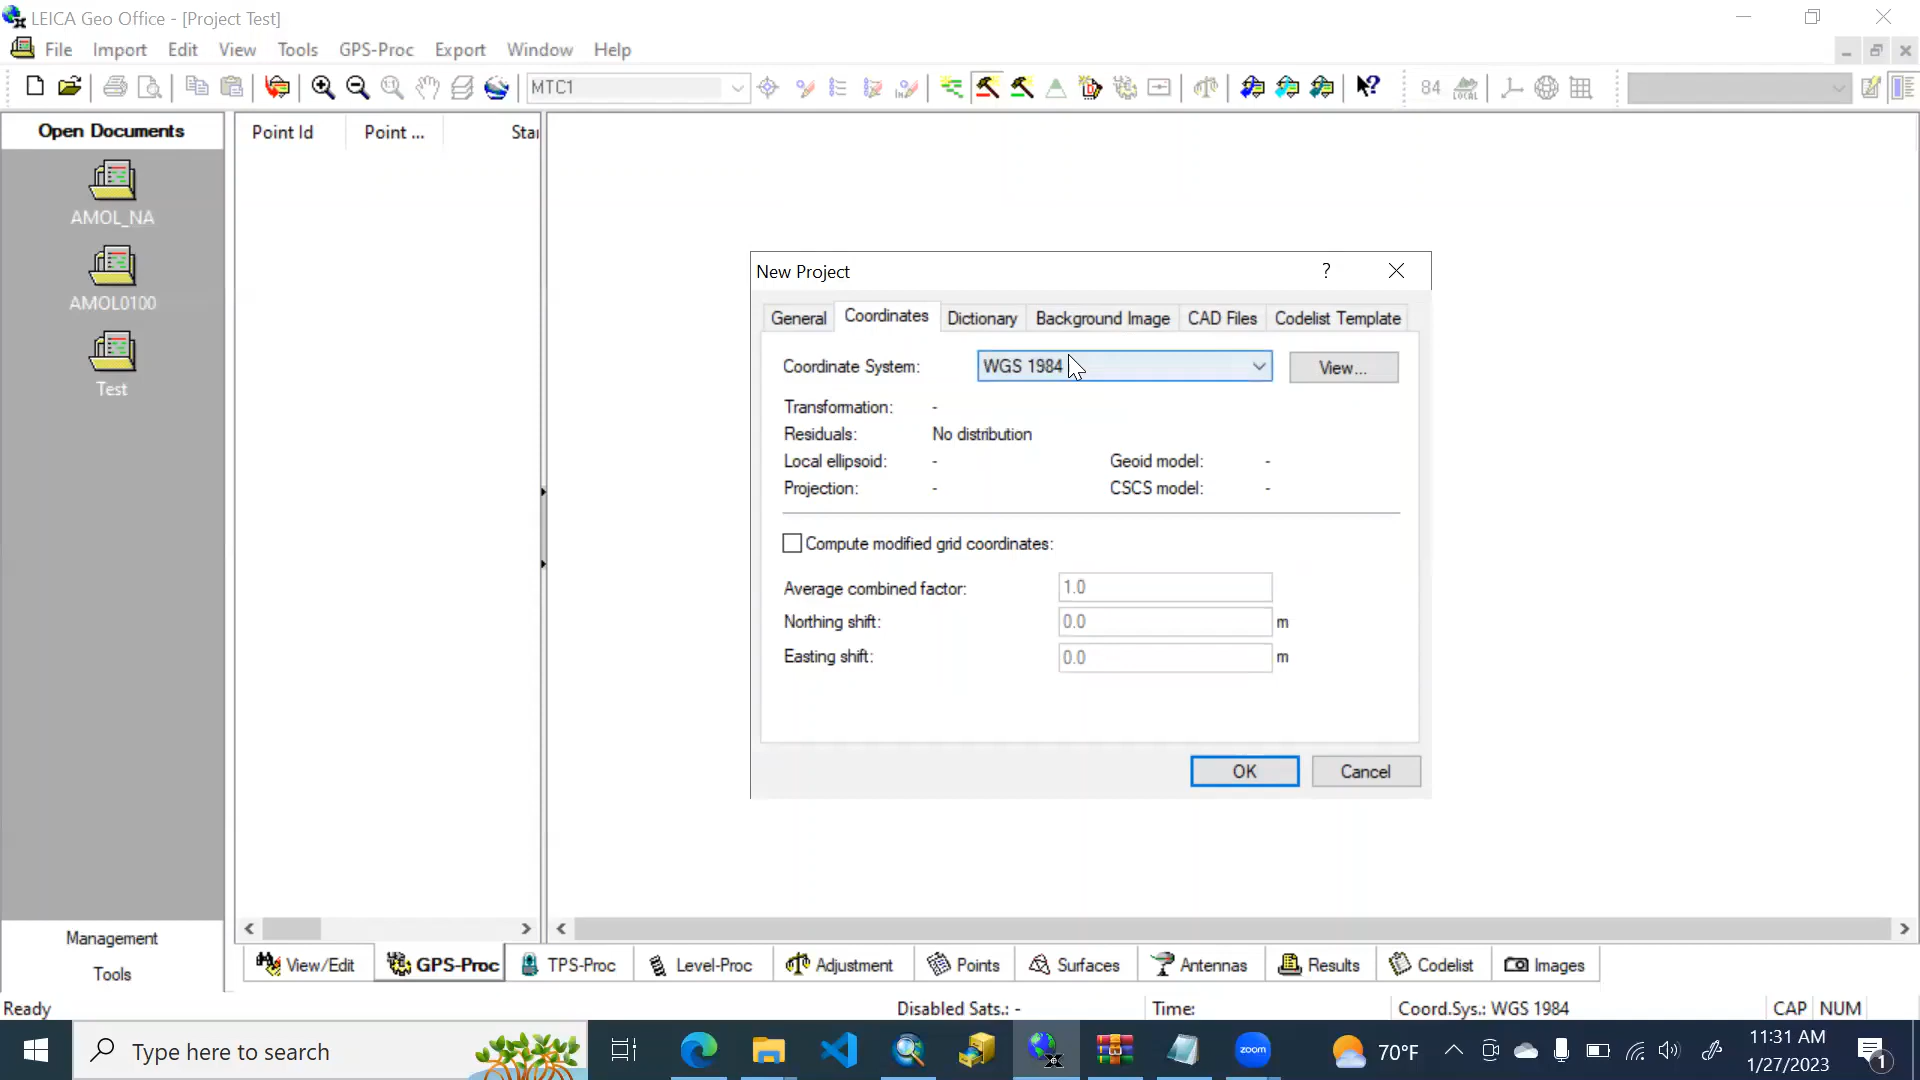 LEICA Geo Office - [Project Test]
File Import Edit View Tools GPS-Proc Export Window Help
MTC1 84 LOCAL
Open Documents
AMOL_NA
AMOL0100
Test
Management
Tools
Point Id Point ... Star
New Project ?
General Coordinates Dictionary Background Image CAD Files Codelist Template
Coordinate System: WGS 1984 View...
Transformation: -
Residuals: No distribution
Local ellipsoid: - Geoid model: -
Projection: - CSCS model: -
Compute modified grid coordinates:
Average combined factor: 1.0
Northing shift: 0.0 m
Easting shift: 0.0 m
OK Cancel
View/Edit GPS-Proc TPS-Proc Level-Proc Adjustment Points Surfaces Antennas Results Codelist Images
Ready Disabled Sats.: - Time: Coord.Sys.: WGS 1984 CAP NUM
Type here to search zoom 70°F 11:31 AM
1/27/2023 1